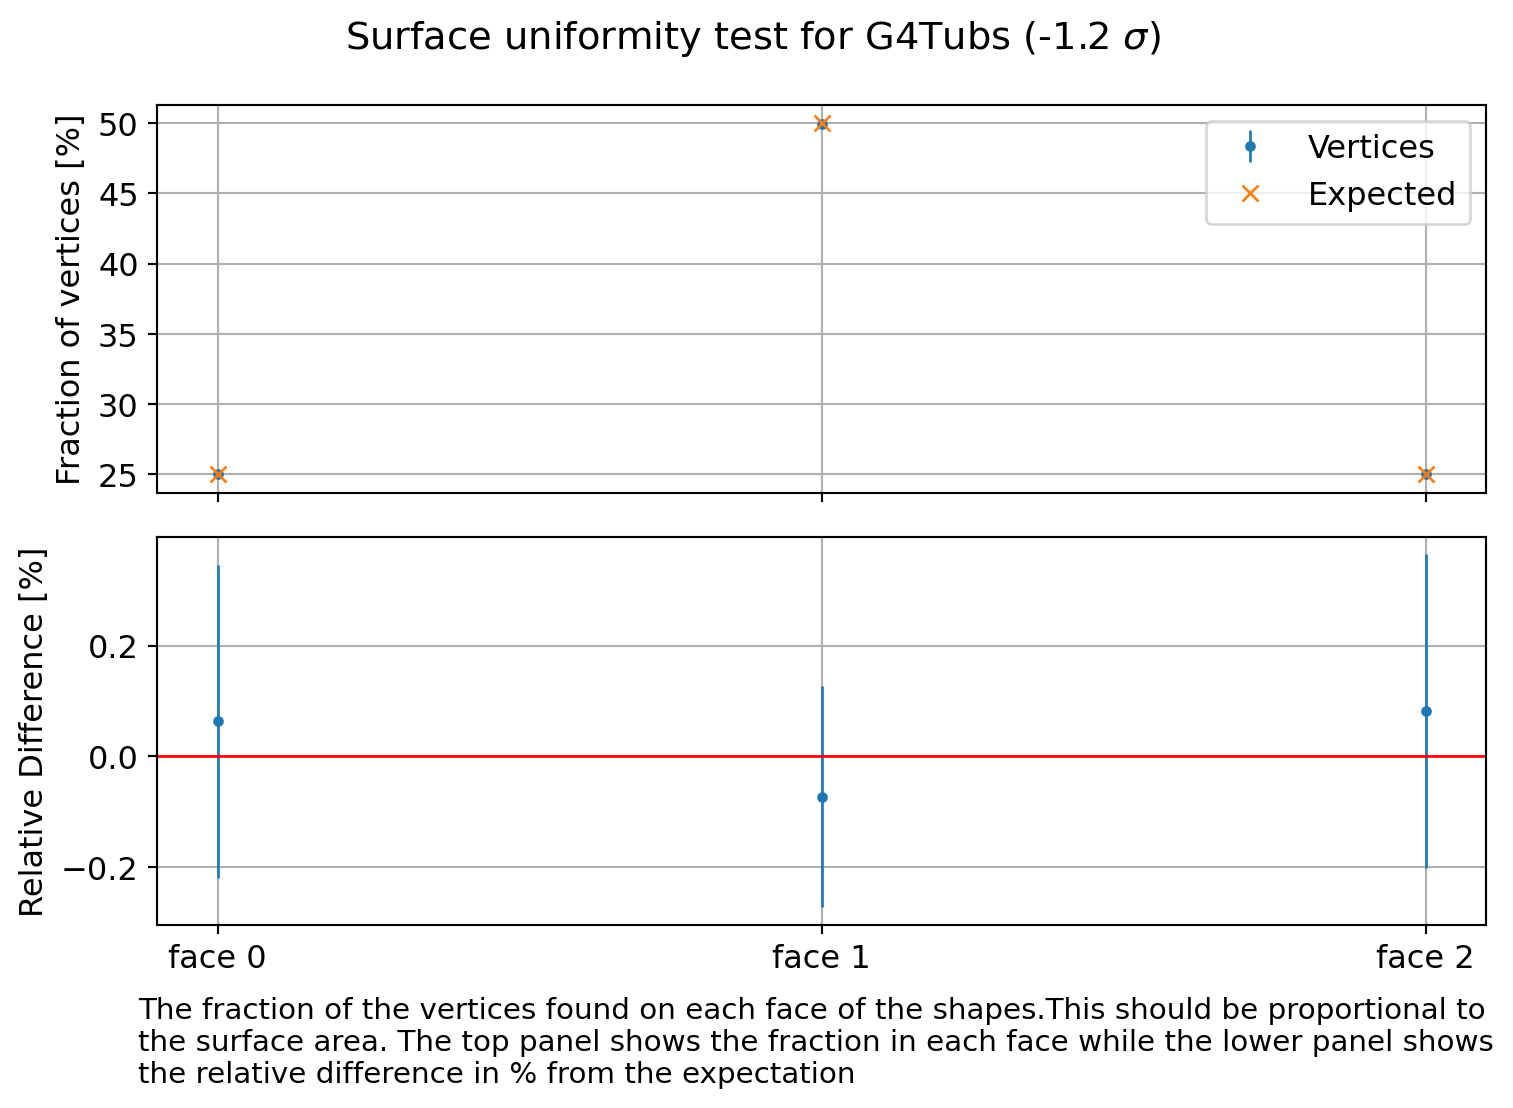 Surface uniformity test for G4Tubs (-1.2 σ)
Fraction of vertices [%]
50
45
40
35
30
25
Vertices
Expected
Relative Difference [%]
0.2
0.0
−0.2
face 0
face 1
face 2
The fraction of the vertices found on each face of the shapes.This should be proportional to
the surface area. The top panel shows the fraction in each face while the lower panel shows
the relative difference in % from the expectation